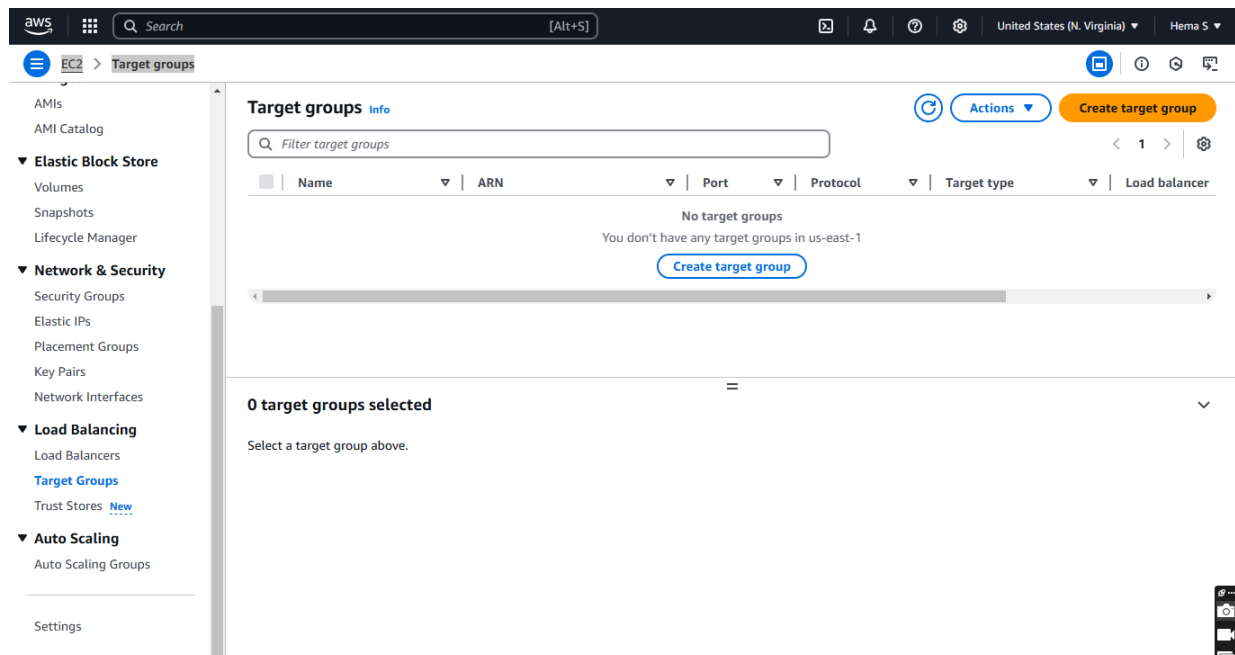 aws Search [Alt+S] United States (N. Virginia) Hema S
EC2 > Target groups
AMIs
AMI Catalog
Elastic Block Store
Volumes
Snapshots
Lifecycle Manager
Network & Security
Security Groups
Elastic IPs
Placement Groups
Key Pairs
Network Interfaces
Load Balancing
Load Balancers
Target Groups
Trust Stores New
Auto Scaling
Auto Scaling Groups
Settings
Target groups Info Actions Create target group
Filter target groups 1
Name ARN Port Protocol Target type Load balancer
No target groups
You don't have any target groups in us-east-1
Create target group
0 target groups selected
Select a target group above.